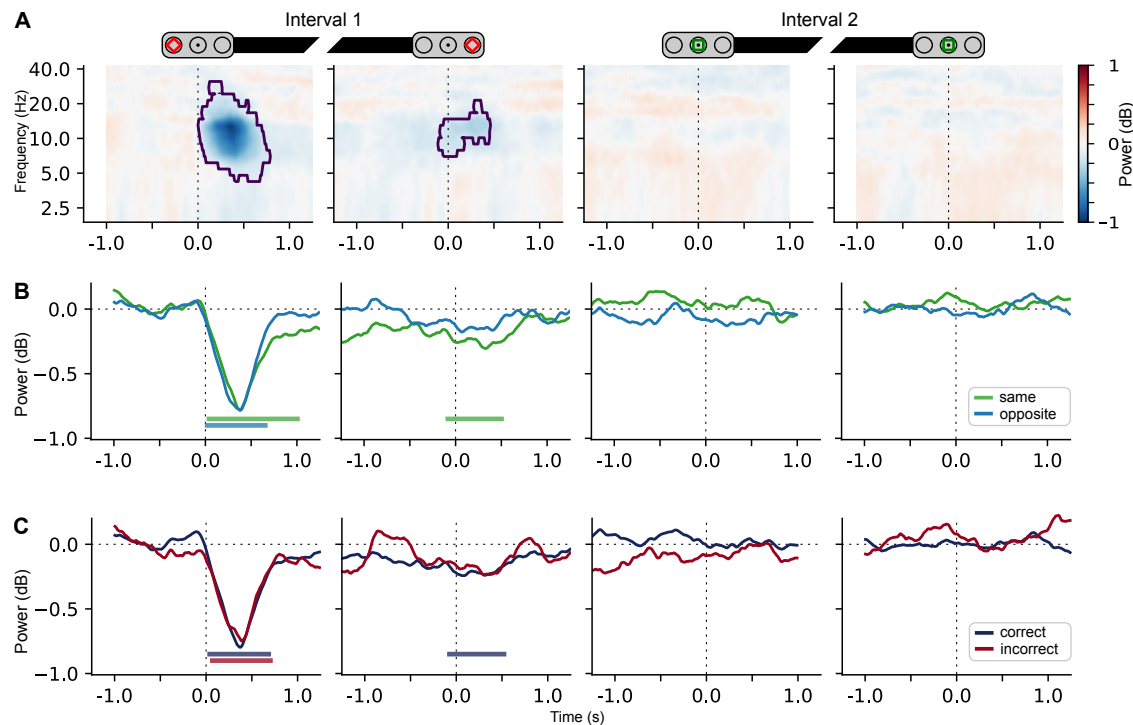 A
Interval 1
Interval 2
Frequency (Hz)
40.0
20.0
10.0
5.0
2.5
-1.0 0.0 1.0 -1.0 0.0 1.0 -1.0 0.0 1.0 -1.0 0.0 1.0
1
0
−1
Power (dB)
B
Power (dB)
0.0
−0.5
−1.0
same
opposite
-1.0 0.0 1.0 -1.0 0.0 1.0 -1.0 0.0 1.0 -1.0 0.0 1.0
C
Power (dB)
0.0
−0.5
−1.0
correct
incorrect
-1.0 0.0 1.0 -1.0 0.0 1.0 -1.0 0.0 1.0 -1.0 0.0 1.0
Time (s)